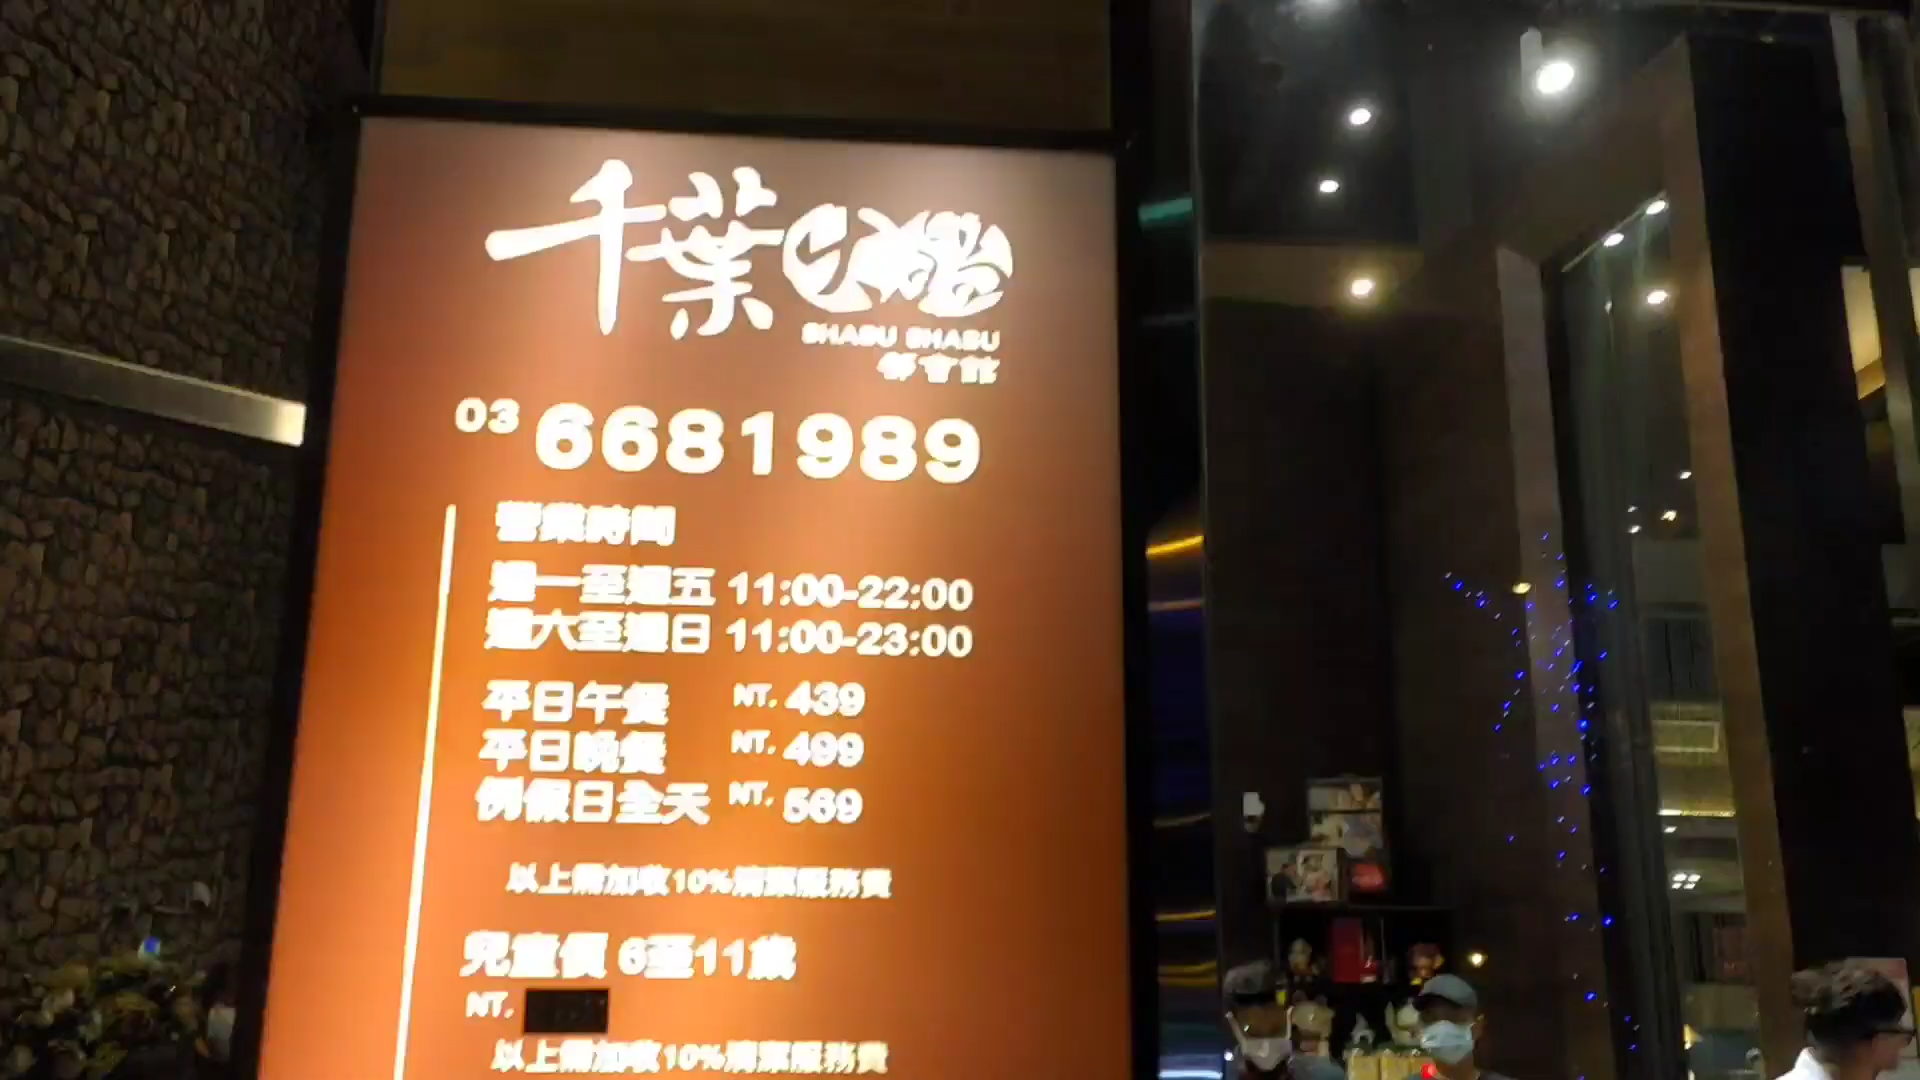 千葉
SHABU SHABU
03 6681989
營業時間
週一至週五 11:00-22:00
週六至週日 11:00-23:00
平日午餐 NT. 439
平日晚餐 NT. 499
例假日全天 NT. 569
以上需加收10%清潔服務費
兒童價 6至11歲
NT.
以上需加收10%清潔服務費